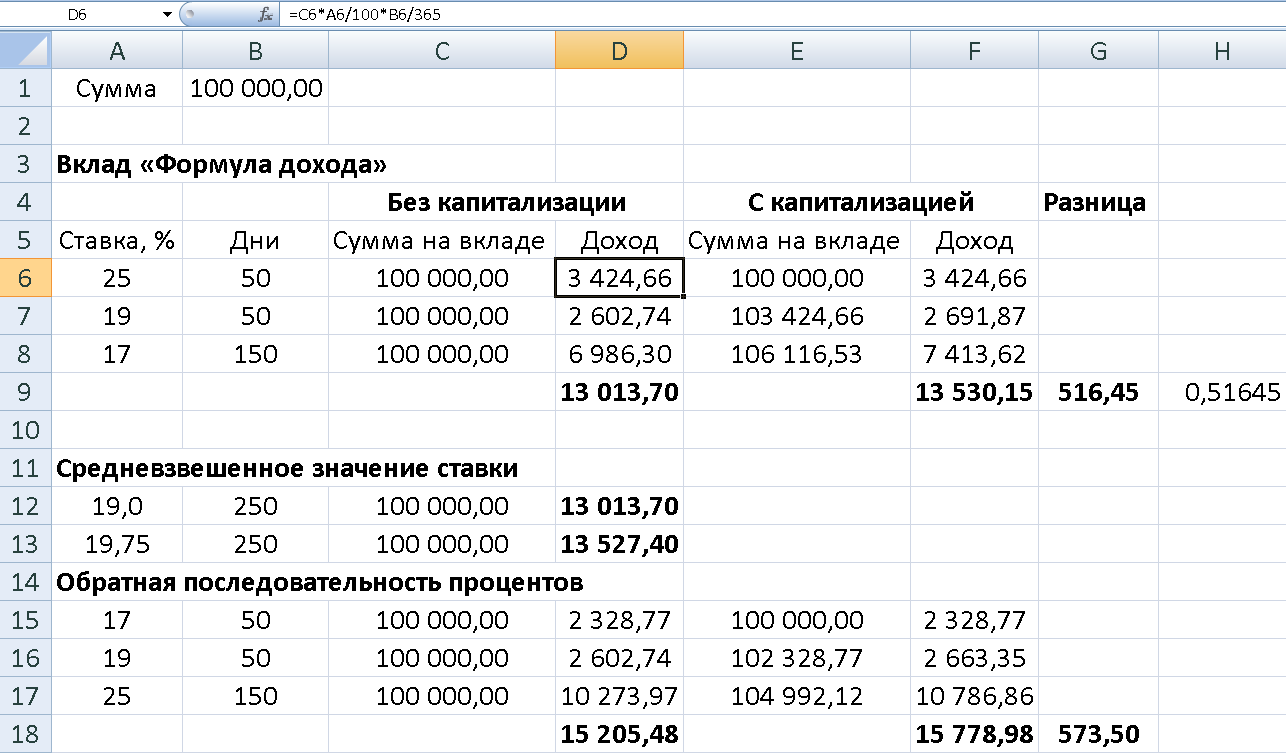 D6 fx =C6*A6/100*B6/365
A B C D E F G H
1 Сумма 100 000,00
2
3 Вклад «Формула дохода»
4 Без капитализации С капитализацией Разница
5 Ставка, % Дни Сумма на вкладе Доход Сумма на вкладе Доход
6 25 50 100 000,00 3 424,66 100 000,00 3 424,66
7 19 50 100 000,00 2 602,74 103 424,66 2 691,87
8 17 150 100 000,00 6 986,30 106 116,53 7 413,62
9 13 013,70 13 530,15 516,45 0,51645
10
11 Средневзвешенное значение ставки
12 19,0 250 100 000,00 13 013,70
13 19,75 250 100 000,00 13 527,40
14 Обратная последовательность процентов
15 17 50 100 000,00 2 328,77 100 000,00 2 328,77
16 19 50 100 000,00 2 602,74 102 328,77 2 663,35
17 25 150 100 000,00 10 273,97 104 992,12 10 786,86
18 15 205,48 15 778,98 573,50